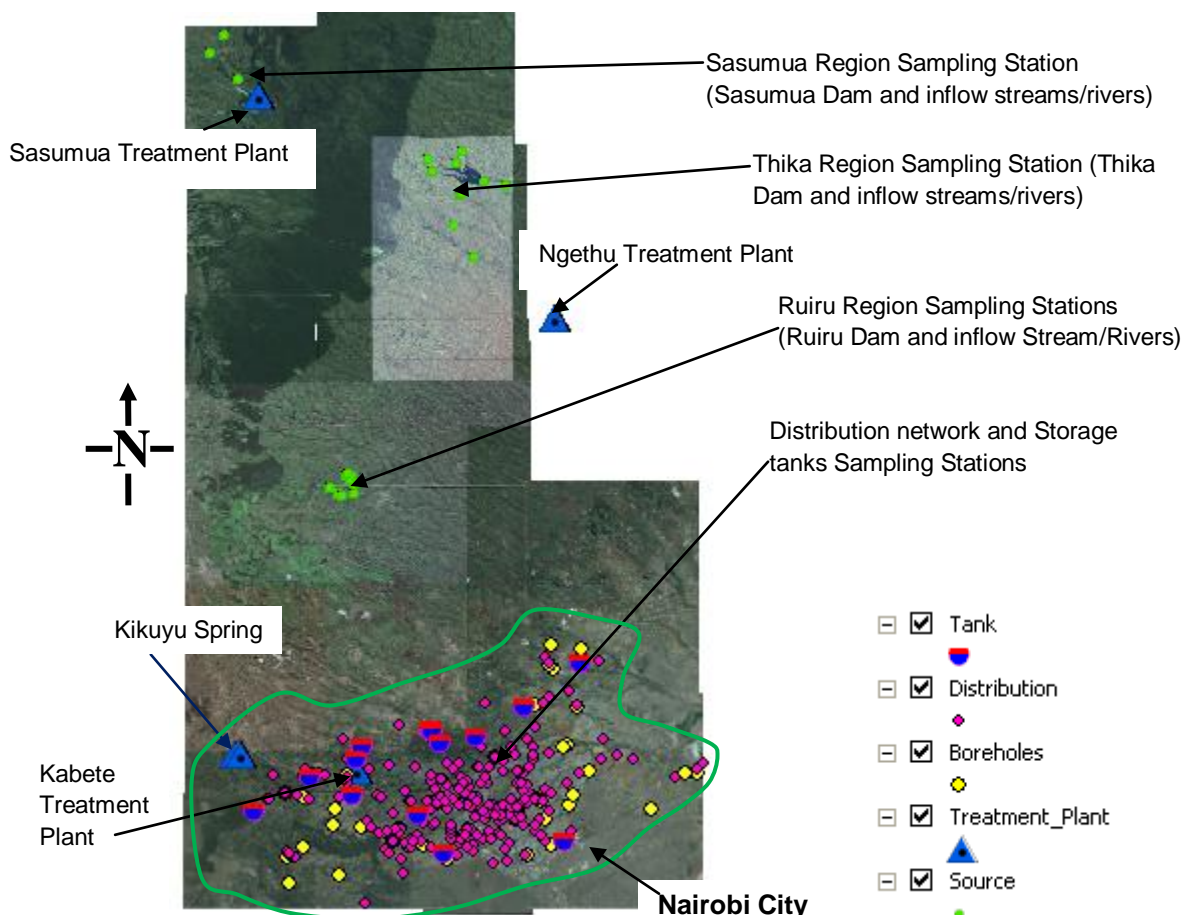 Sasumua Region Sampling Station
(Sasumua Dam and inflow streams/rivers)
Sasumua Treatment Plant
Thika Region Sampling Station (Thika
Dam and inflow streams/rivers)
Ngethu Treatment Plant
Ruiru Region Sampling Stations
(Ruiru Dam and inflow Stream/Rivers)
N
Distribution network and Storage
tanks Sampling Stations
Kikuyu Spring
Kabete
Treatment
Plant
Nairobi City
Tank
Distribution
Boreholes
Treatment_Plant
Source